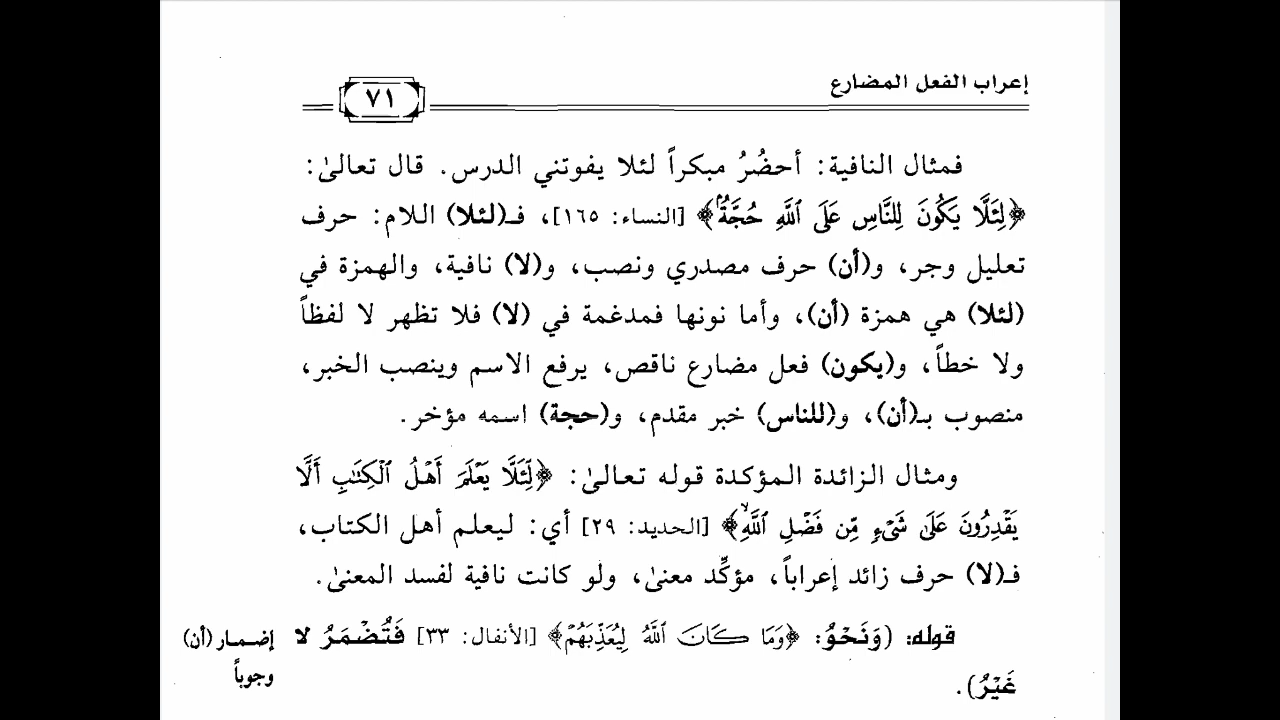 إعراب الفعل المضارع
٧١
فمثال النافية: أحضُرُ مبكراً لئلا يفوتني الدرس. قال تعالىٰ:
﴿لِئَلَّا يَكُونَ لِلنَّاسِ عَلَى ٱللَّهِ حُجَّةٌۢ﴾ [النساء: ١٦٥]، فـ(لئلا) اللام: حرف
تعليل وجر، و(أن) حرف مصدري ونصب، و(لا) نافية، والهمزة في
(لئلا) هي همزة (أن)، وأما نونها فمدغمة في (لا) فلا تظهر لا لفظاً
ولا خطاً، و(يكون) فعل مضارع ناقص، يرفع الاسم وينصب الخبر،
منصوب بـ(أن)، و(للناس) خبر مقدم، و(حجة) اسمه مؤخر.
ومثال الزائدة المؤكدة قوله تعالىٰ: ﴿لِّئَلَّا يَعْلَمَ أَهْلُ ٱلْكِتَٰبِ أَلَّا
يَقْدِرُونَ عَلَىٰ شَىْءٍ مِّن فَضْلِ ٱللَّهِۙ﴾ [الحديد: ٢٩] أي: ليعلم أهل الكتاب،
فـ(لا) حرف زائد إعراباً، مؤكِّد معنىٰ، ولو كانت نافية لفسد المعنىٰ.
قوله: (وَنَحْوُ: ﴿وَمَا كَانَ ٱللَّهُ لِيُعَذِّبَهُمْ﴾ [الأنفال: ٣٣] فَتُضْمَرُ لا
إضمار (أن)
غَيْرُ).
وجوباً